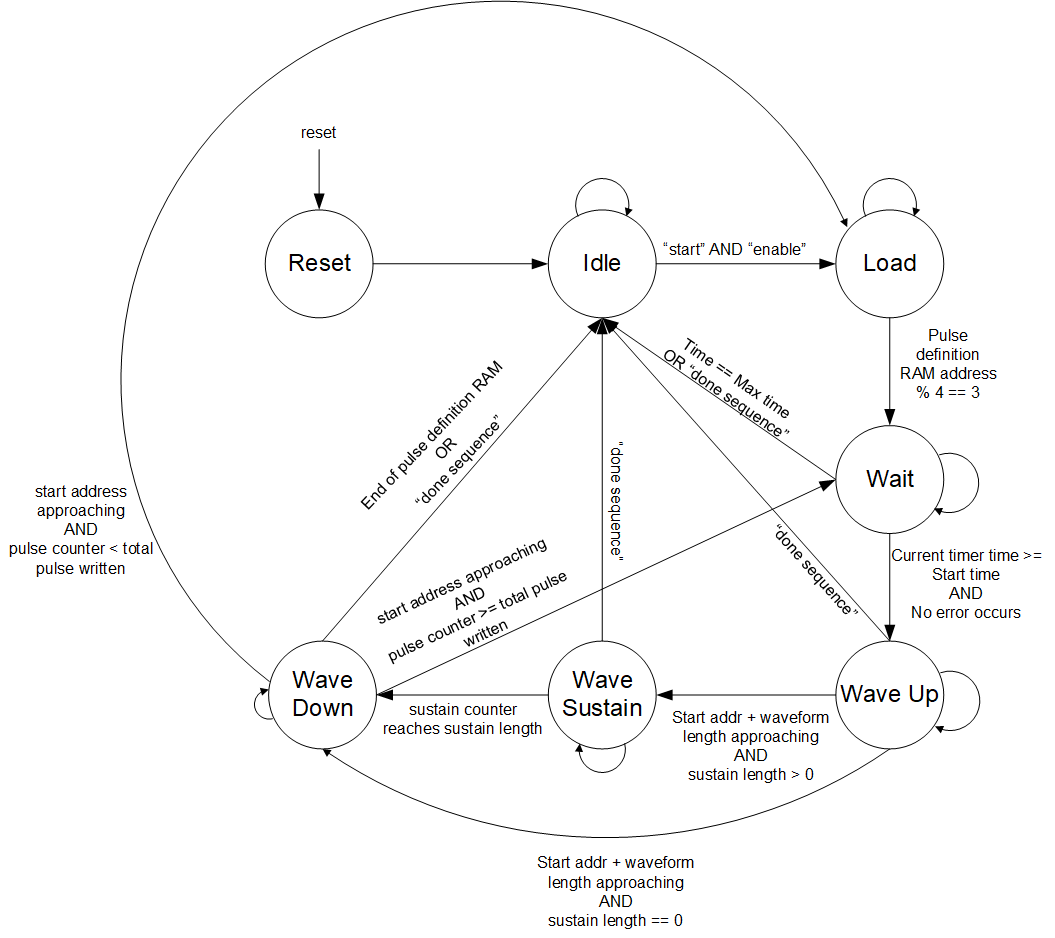 reset
Reset
Idle
“start” AND “enable”
Load
Pulse
definition
RAM address
% 4 == 3
Time == Max time
OR “done sequence”
End of pulse definition RAM
OR
“done sequence”
“done sequence”
Wait
start address
approaching
AND
pulse counter < total
pulse written
“done sequence”
Current timer time >=
Start time
AND
No error occurs
start address approaching
AND
pulse counter >= total pulse
written
Wave
Down
Wave
Sustain
Wave Up
sustain counter
reaches sustain length
Start addr + waveform
length approaching
AND
sustain length > 0
Start addr + waveform
length approaching
AND
sustain length == 0